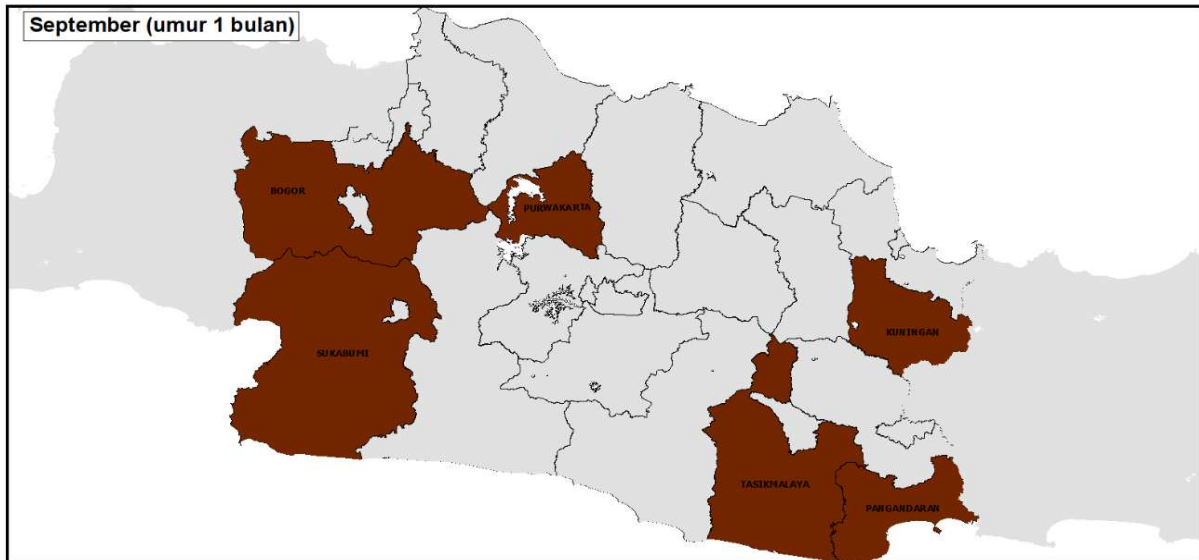 September (umur 1 bulan)
BOGOR
PURWAKARTA
KUNINGAN
SUKABUMI
TASIKMALAYA
PANGANDARAN